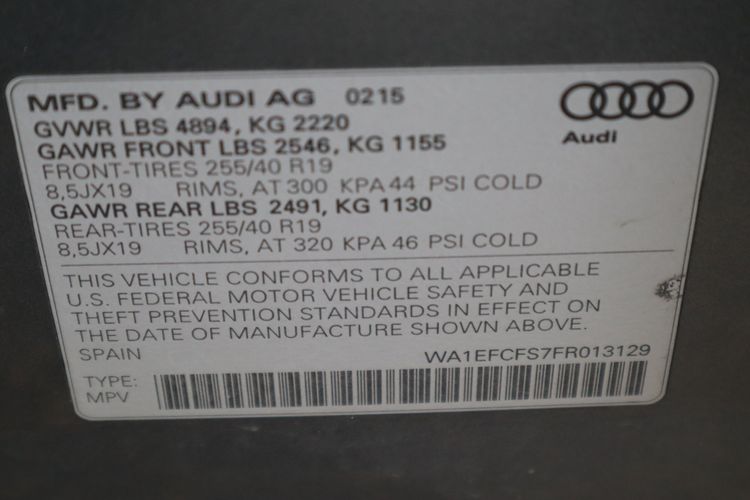 MFD. BY AUDI AG 0215
GVWR LBS 4894, KG 2220
GAWR FRONT LBS 2546, KG 1155
FRONT-TIRES 255/40 R19
8,5JX19 RIMS, AT 300 KPA 44 PSI COLD
GAWR REAR LBS 2491, KG 1130
REAR-TIRES 255/40 R19
8,5JX19 RIMS, AT 320 KPA 46 PSI COLD
Audi
THIS VEHICLE CONFORMS TO ALL APPLICABLE
U.S. FEDERAL MOTOR VEHICLE SAFETY AND
THEFT PREVENTION STANDARDS IN EFFECT ON
THE DATE OF MANUFACTURE SHOWN ABOVE.
SPAIN WA1EFCFS7FR013129
TYPE:
MPV